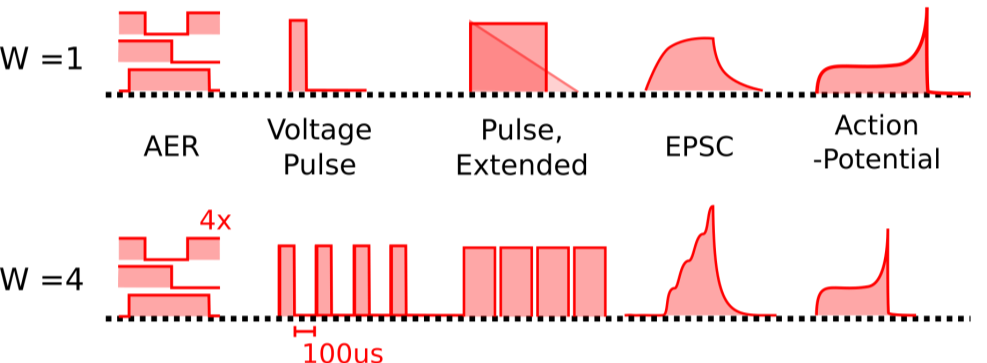 W =1
AER
Voltage
Pulse
Pulse,
Extended
EPSC
Action
-Potential
4x
W =4
100us